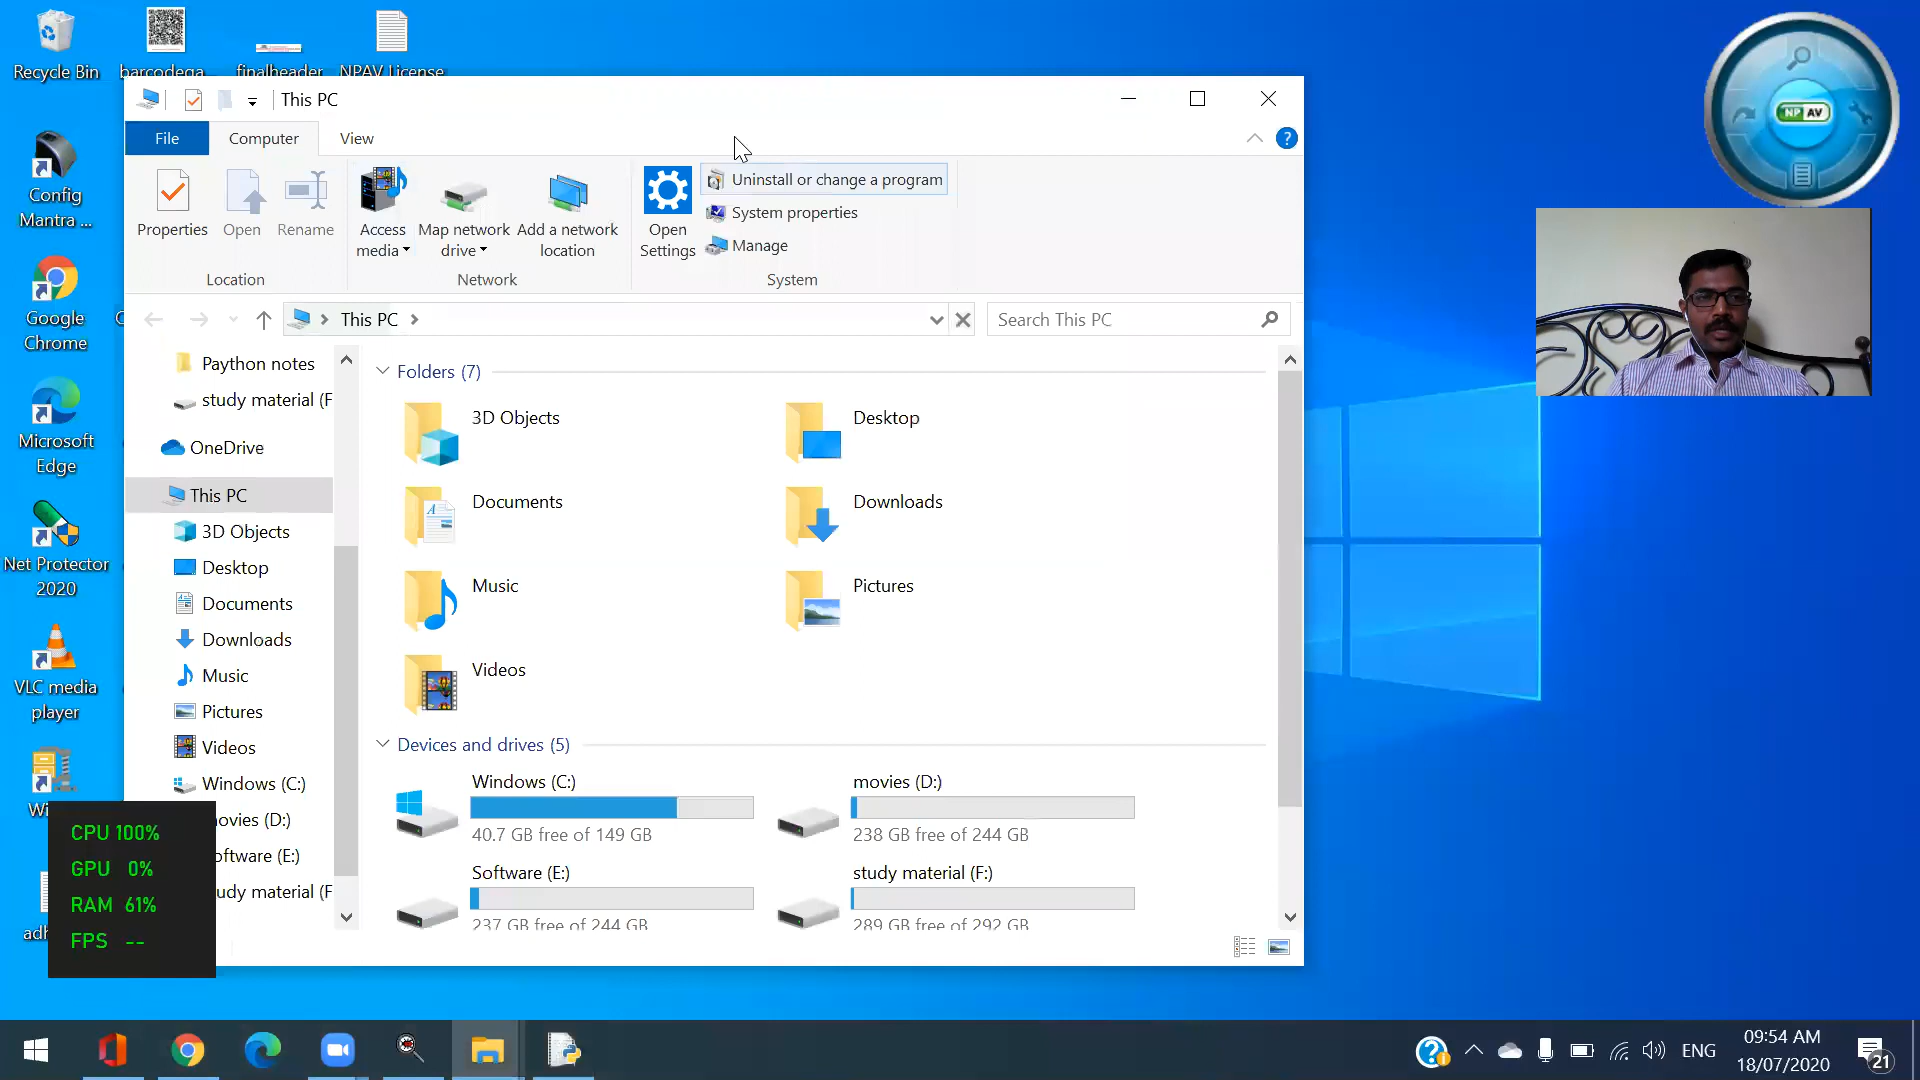 Recycle Bin
barcodega...
finalheader
NPAV License
This PC
File
Computer
View
Config
Mantra ...
Google
Chrome
Microsoft
Edge
Net Protector
2020
VLC media
player
Properties
Open
Rename
Location
Access
media
Map network
drive
Add a network
location
Network
Open
Settings
Uninstall or change a program
System properties
Manage
System
This PC
Search This PC
Paython notes
study material (F
OneDrive
This PC
3D Objects
Desktop
Documents
Downloads
Music
Pictures
Videos
Windows (C:)
ovies (D:)
oftware (E:)
udy material (F
Folders (7)
3D Objects
Desktop
Documents
Downloads
Music
Pictures
Videos
Devices and drives (5)
Windows (C:)
40.7 GB free of 149 GB
movies (D:)
238 GB free of 244 GB
Software (E:)
237 GB free of 244 GB
study material (F:)
289 GB free of 292 GB
CPU 100%
GPU 0%
RAM 61%
FPS --
NP AV
ENG
09:54 AM
18/07/2020
21